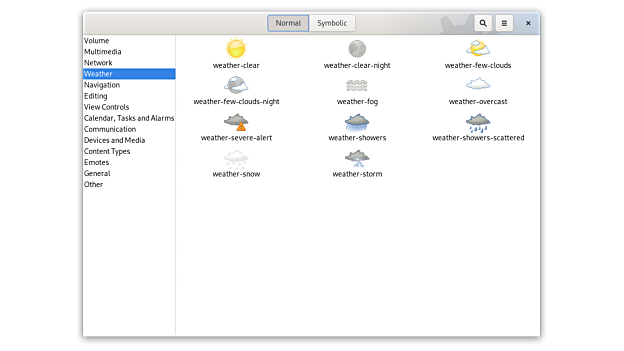 Normal Symbolic
Volume
Multimedia
Network
Weather
Navigation
Editing
View Controls
Calendar, Tasks and Alarms
Communication
Devices and Media
Content Types
Emotes
General
Other
weather-clear weather-clear-night weather-few-clouds
weather-few-clouds-night weather-fog weather-overcast
weather-severe-alert weather-showers weather-showers-scattered
weather-snow weather-storm